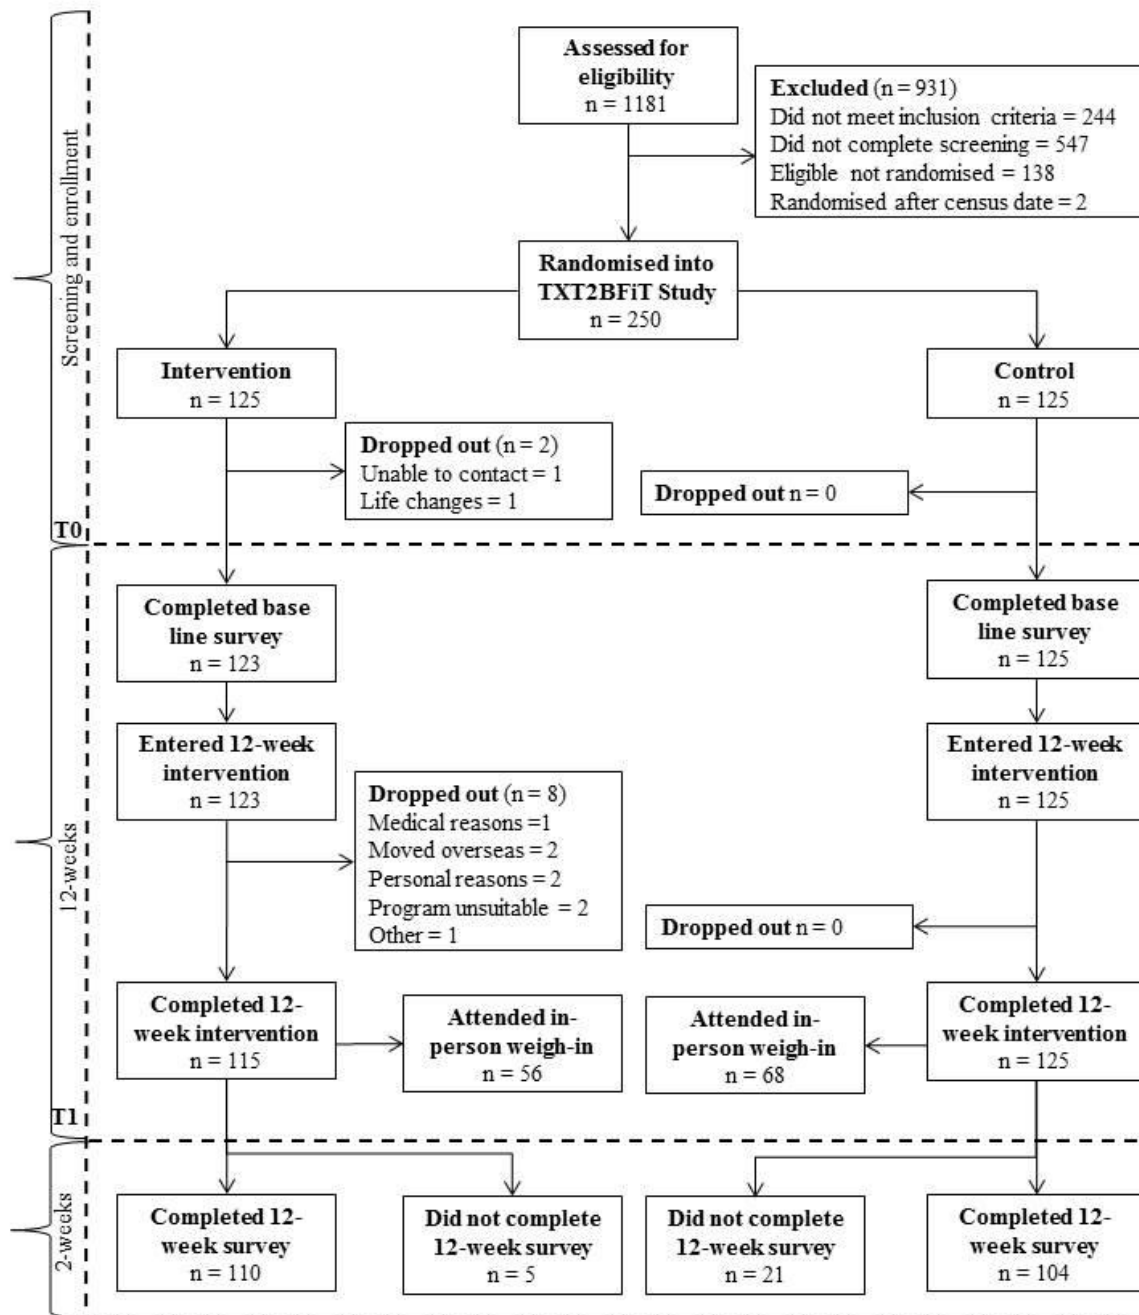 Assessed for
eligibility
n = 1181
Excluded (n = 931)
Did not meet inclusion criteria = 244
Did not complete screening = 547
Eligible not randomised = 138
Randomised after census date = 2
Screening and enrollment
Randomised into
TXT2BFiT Study
n = 250
Intervention
n = 125
Control
n = 125
Dropped out (n = 2)
Unable to contact = 1
Life changes = 1
Dropped out n = 0
T0
Completed base
line survey
n = 123
Completed base
line survey
n = 125
Entered 12-week
intervention
n = 123
Entered 12-week
intervention
n = 125
12-weeks
Dropped out (n = 8)
Medical reasons =1
Moved overseas = 2
Personal reasons = 2
Program unsuitable = 2
Other = 1
Dropped out n = 0
Completed 12-
week intervention
n = 115
Attended in-
person weigh-in
n = 56
Attended in-
person weigh-in
n = 68
Completed 12-
week intervention
n = 125
T1
2-weeks
Completed 12-
week survey
n = 110
Did not complete
12-week survey
n = 5
Did not complete
12-week survey
n = 21
Completed 12-
week survey
n = 104